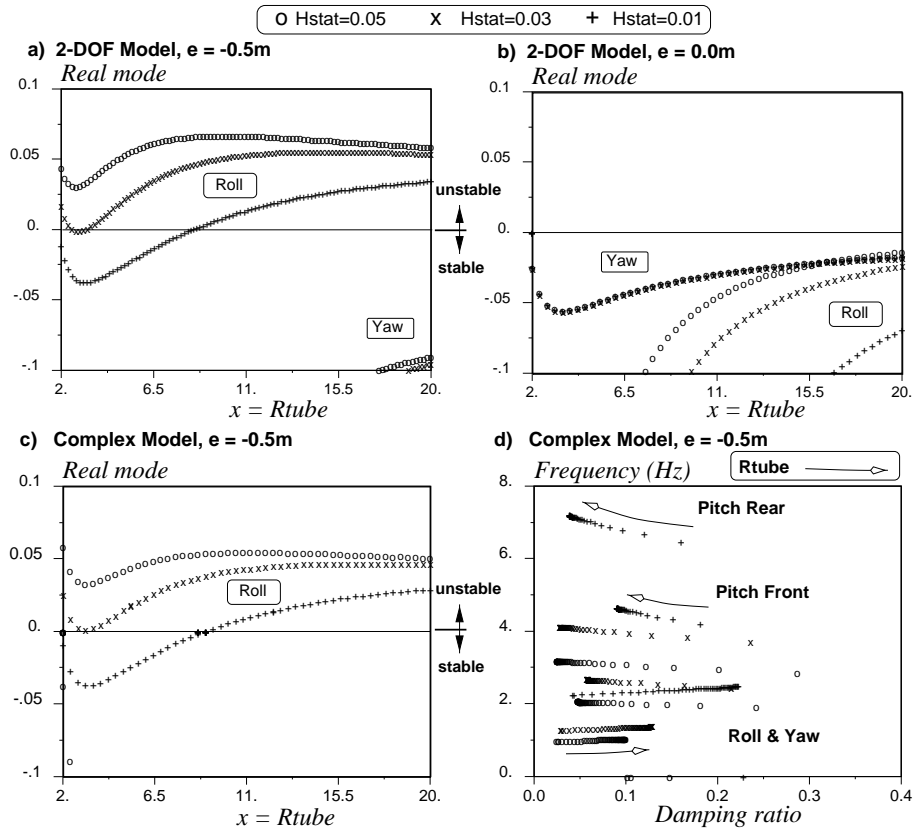 o Hstat=0.05 x Hstat=0.03 + Hstat=0.01
a) 2-DOF Model, e = -0.5m
Real mode
0.1
0.05
0.
-.05
-.1
2. 6.5 11. 15.5 20.
x = Rtube
Roll
Yaw
unstable
stable
b) 2-DOF Model, e = 0.0m
Real mode
0.1
0.05
0.
-.05
-.1
2. 6.5 11. 15.5 20.
x = Rtube
Yaw
Roll
c) Complex Model, e = -0.5m
Real mode
0.1
0.05
0.
-.05
-0.1
2. 6.5 11. 15.5 20.
x = Rtube
Roll
unstable
stable
d) Complex Model, e = -0.5m
Frequency (Hz)
Rtube
8.
6.
4.
2.
0.
0.0 0.1 0.2 0.3 0.4
Damping ratio
Pitch Rear
Pitch Front
Roll & Yaw